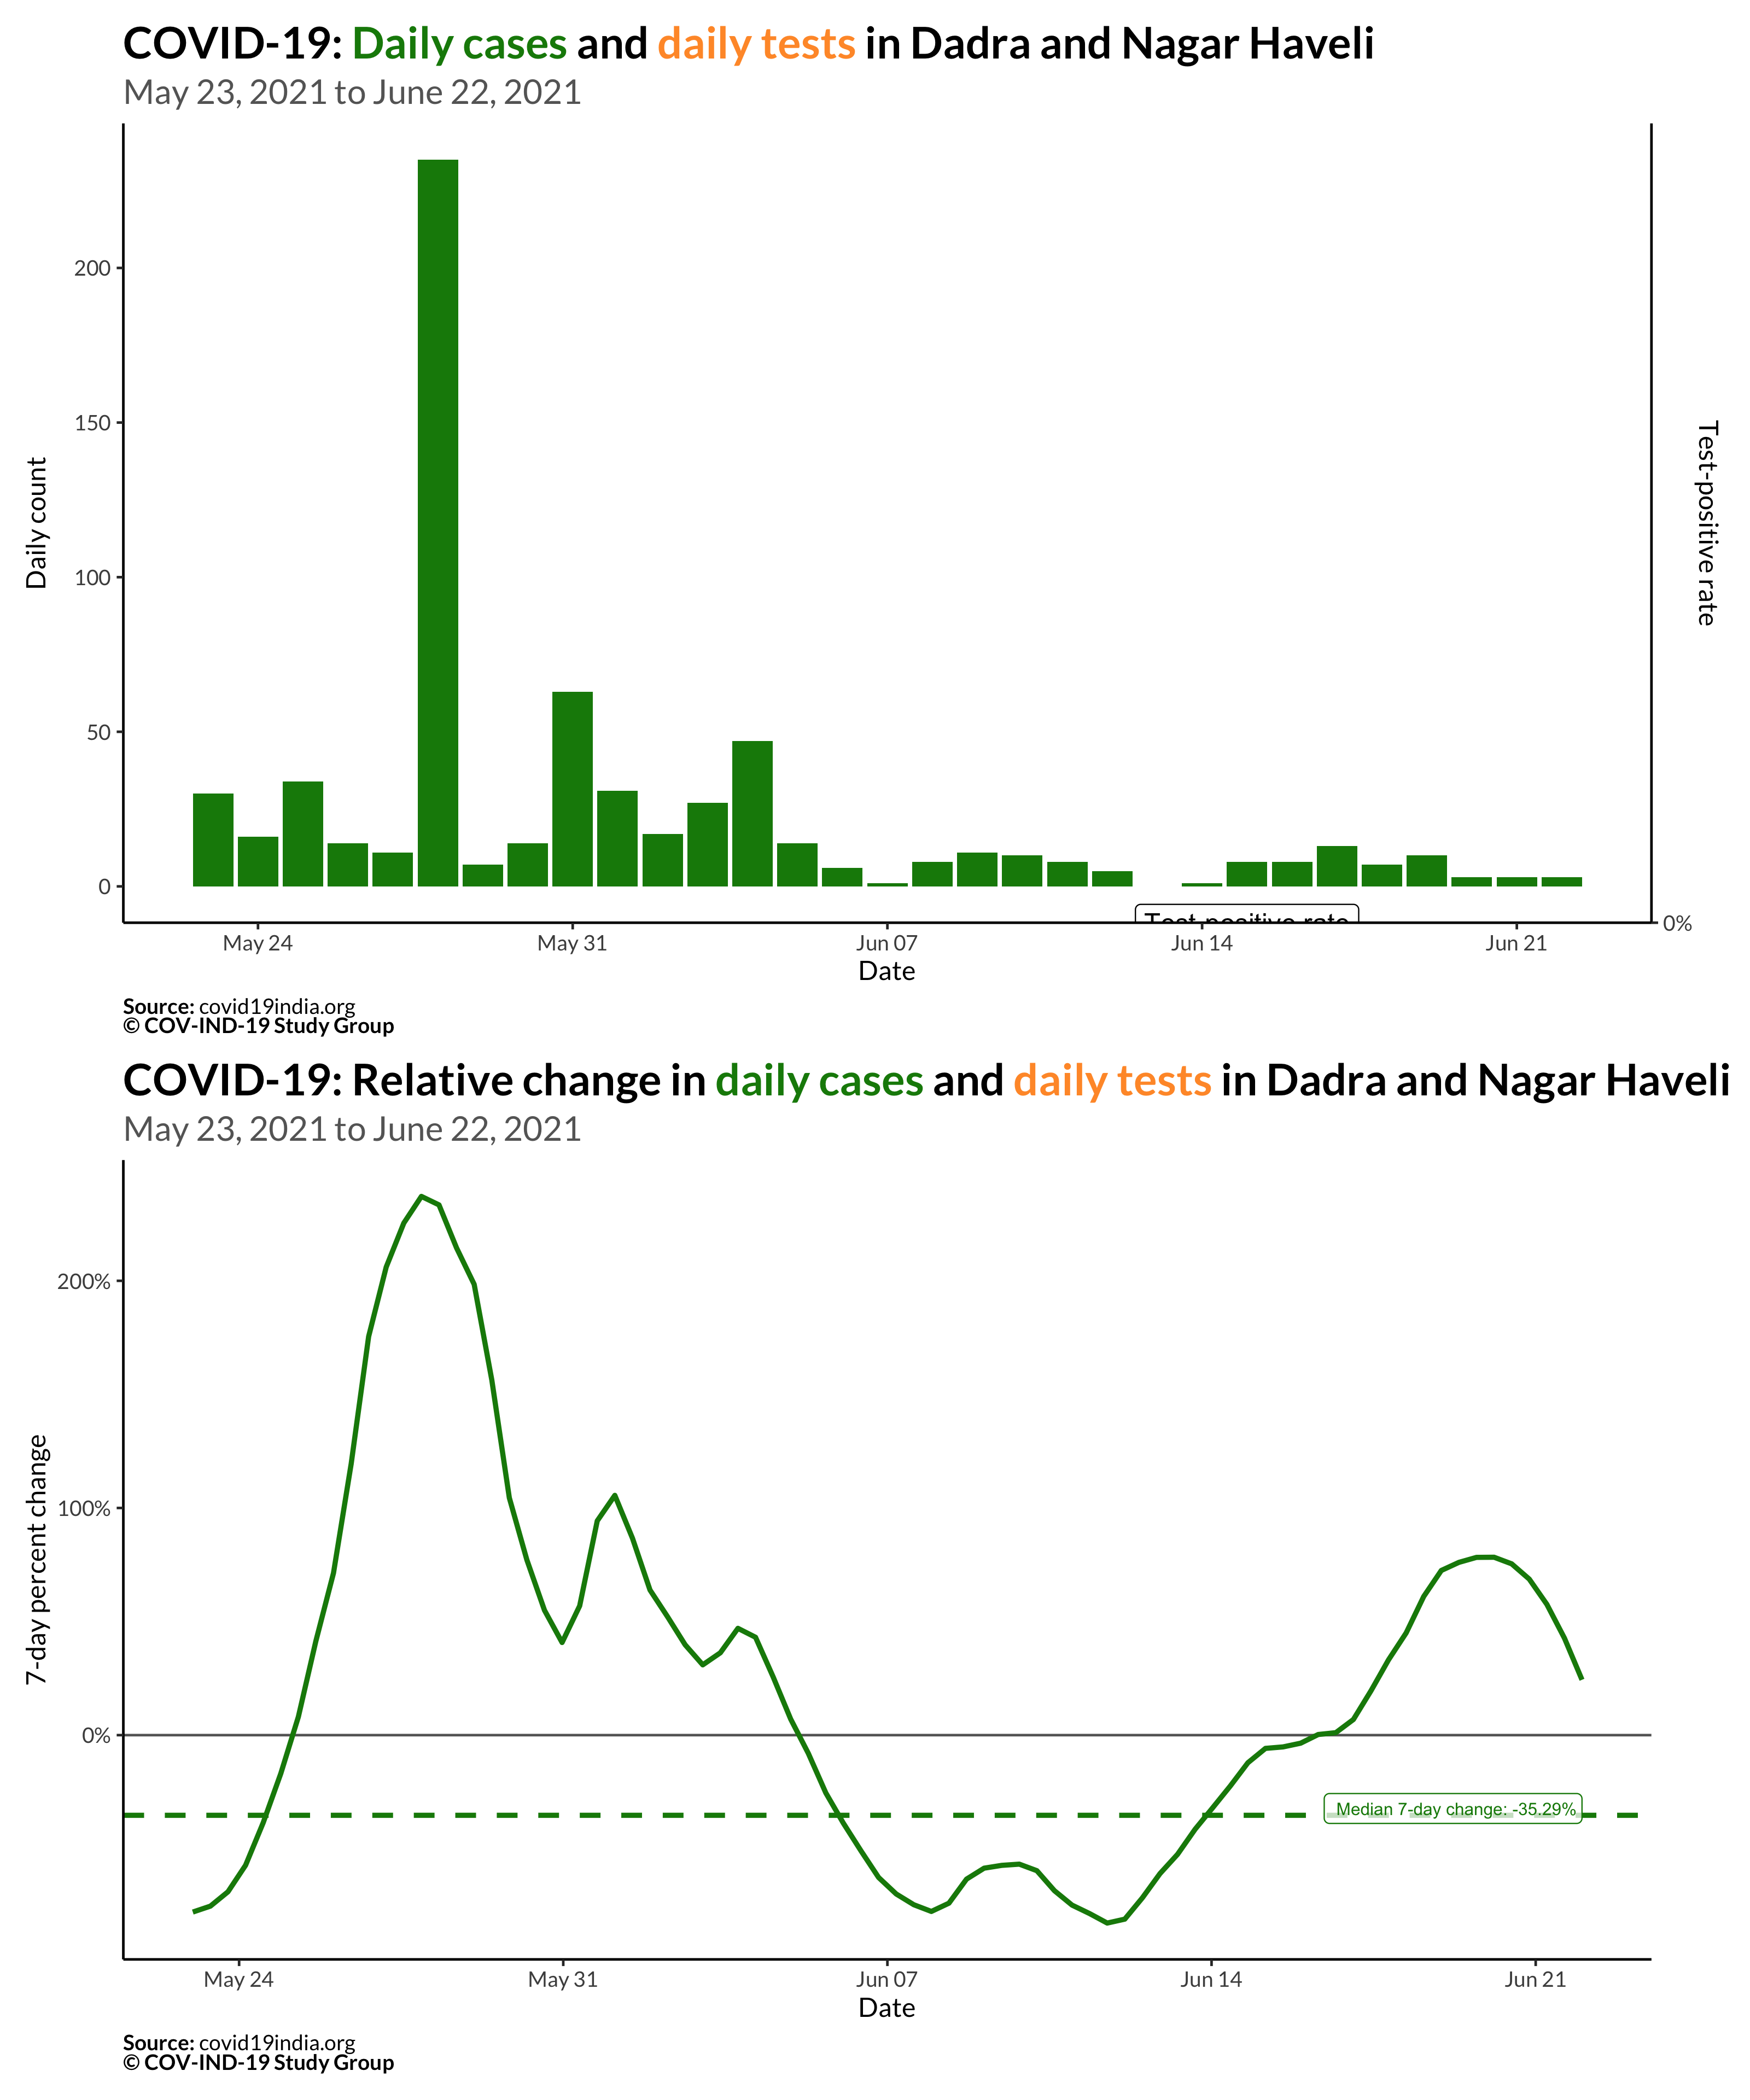 COVID-19: Daily cases and daily tests in Dadra and Nagar Haveli
May 23, 2021 to June 22, 2021
200
150
100
50
0
Daily count
Test-positive rate
Test-positive rate
0%
May 24
May 31
Jun 07
Jun 14
Jun 21
Date
Source: covid19india.org
© COV-IND-19 Study Group
COVID-19: Relative change in daily cases and daily tests in Dadra and Nagar Haveli
May 23, 2021 to June 22, 2021
200%
100%
0%
7-day percent change
Median 7-day change: -35.29%
May 24
May 31
Jun 07
Jun 14
Jun 21
Date
Source: covid19india.org
© COV-IND-19 Study Group